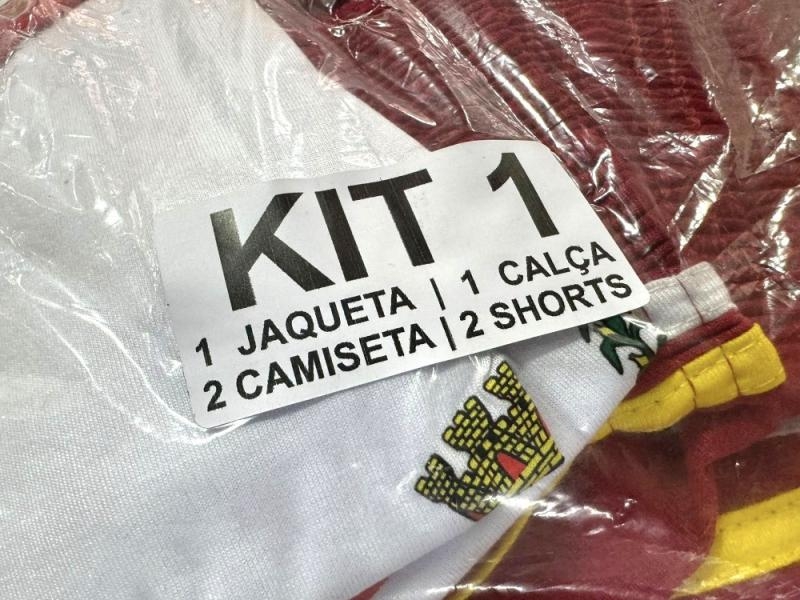 KIT 1
1 JAQUETA | 1 CALÇA
2 CAMISETA | 2 SHORTS